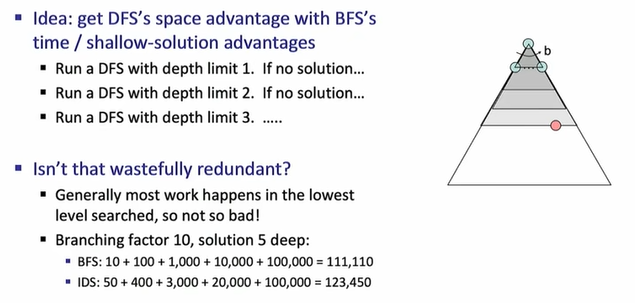 Idea: get DFS's space advantage with BFS's
time / shallow-solution advantages
Run a DFS with depth limit 1. If no solution...
Run a DFS with depth limit 2. If no solution...
Run a DFS with depth limit 3. .....
b
Isn't that wastefully redundant?
Generally most work happens in the lowest
level searched, so not so bad!
Branching factor 10, solution 5 deep:
BFS: 10 + 100 + 1,000 + 10,000 + 100,000 = 111,110
IDS: 50 + 400 + 3,000 + 20,000 + 100,000 = 123,450